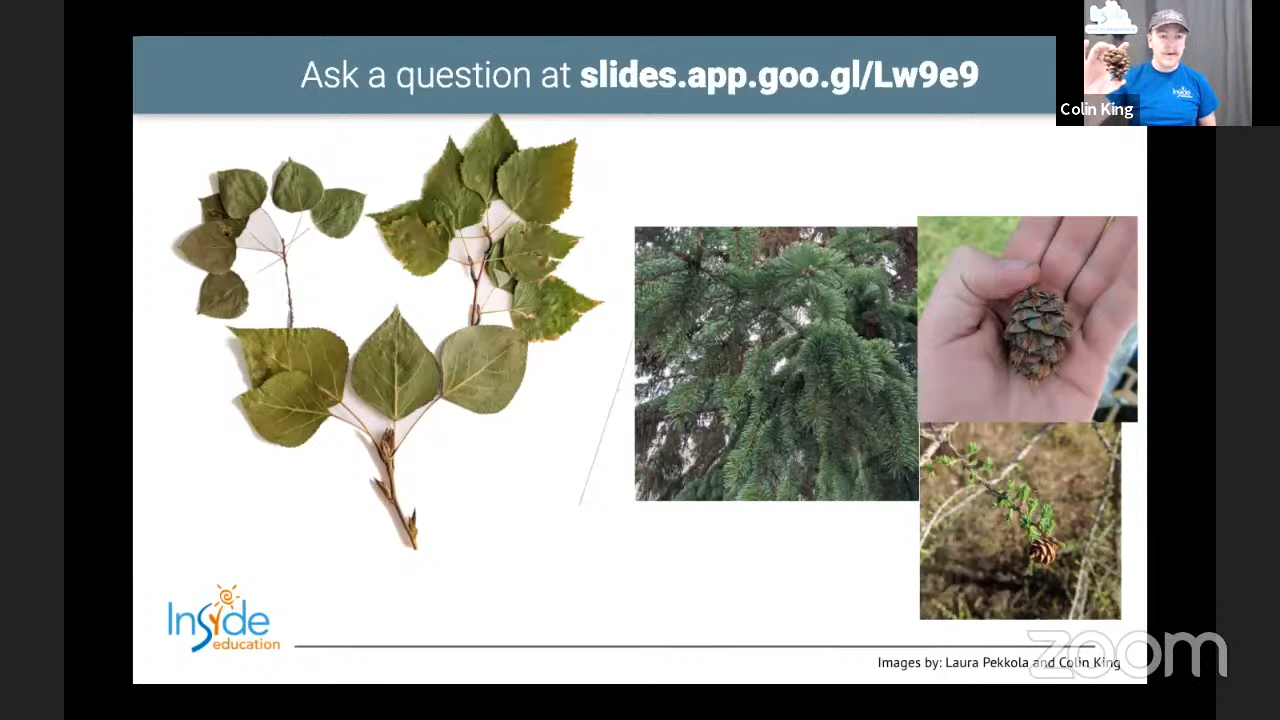 Ask a question at slides.app.goo.gl/Lw9e9
Colin King
Inside
education
Images by: Laura Pekkola and Colin King
zoom